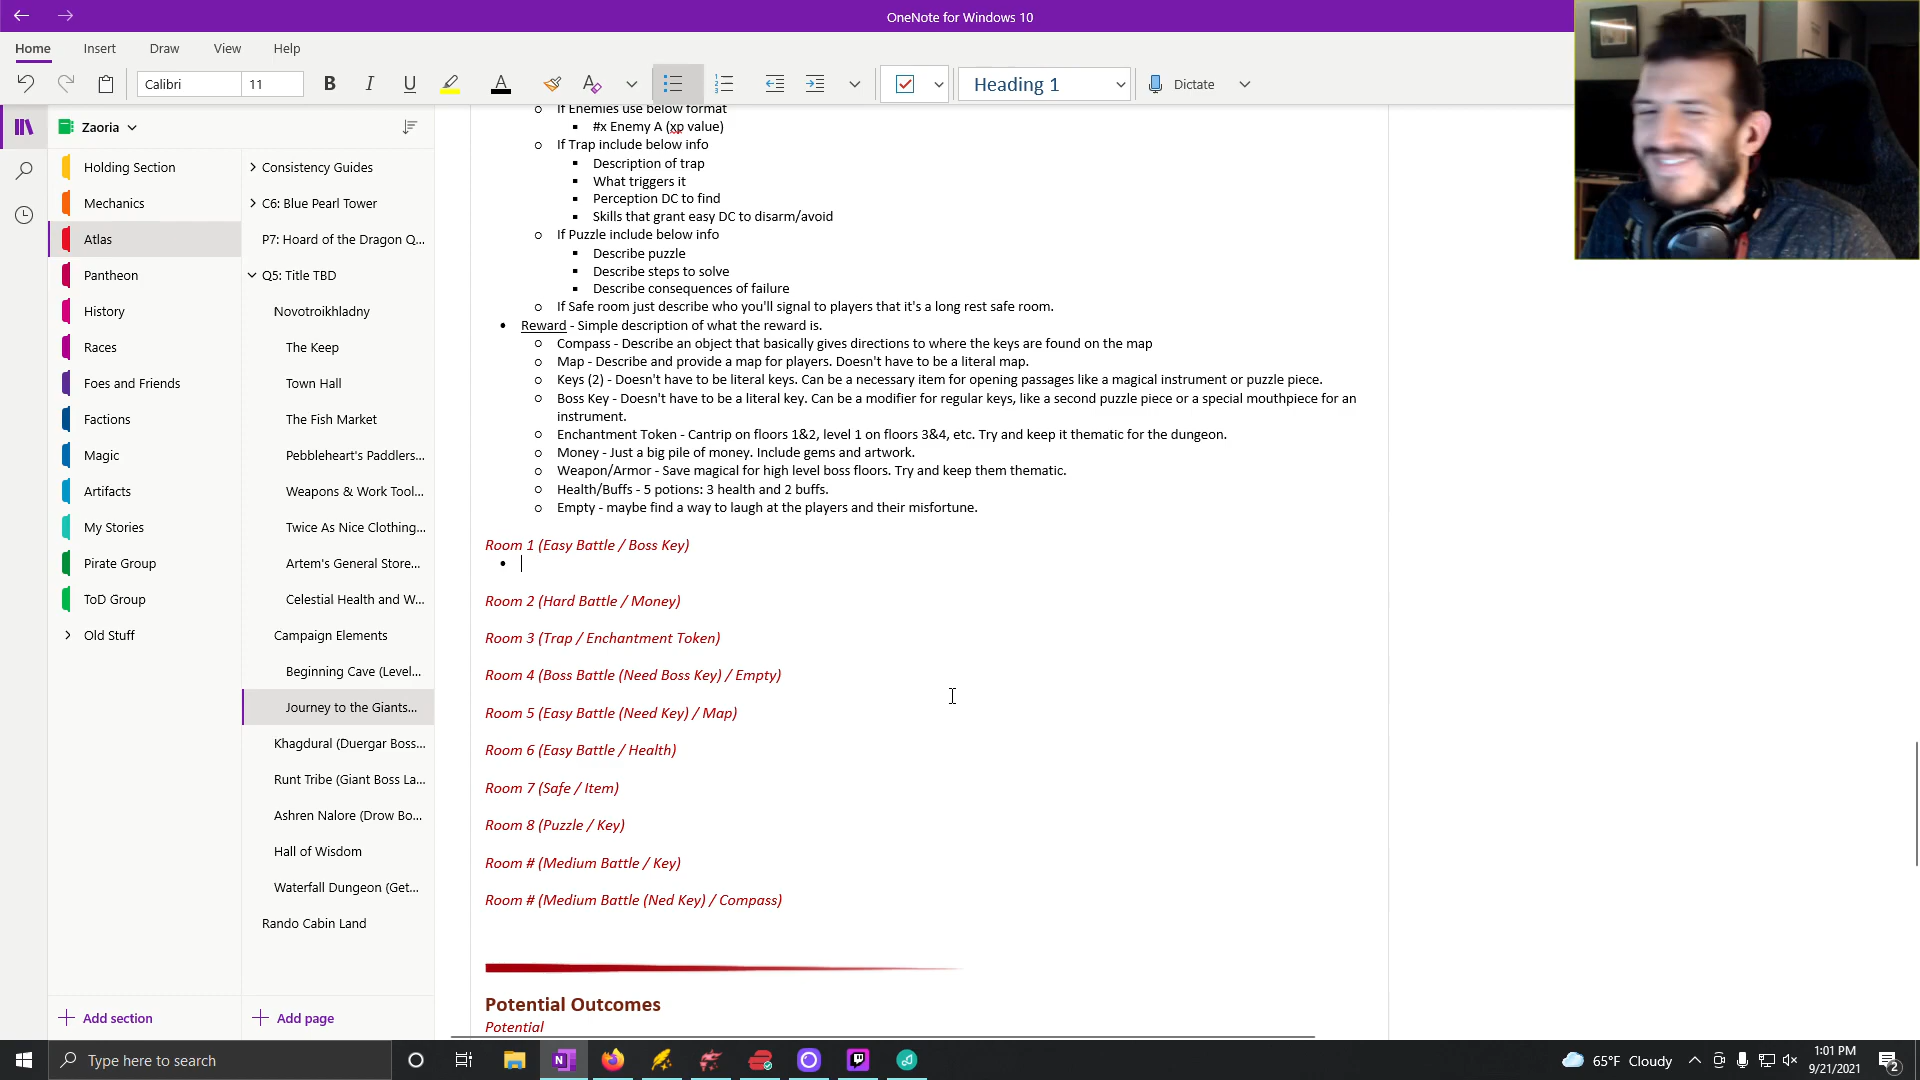 OneNote for Windows 10
Home
Insert
Draw
View
Help
Calibri
11
B
I
U
A
A
Heading 1
Dictate
Zaoria
Holding Section
Mechanics
Atlas
Pantheon
History
Races
Foes and Friends
Factions
Magic
Artifacts
My Stories
Pirate Group
ToD Group
Old Stuff
Add section
Consistency Guides
C6: Blue Pearl Tower
P7: Hoard of the Dragon Q...
Q5: Title TBD
Novotroikhladny
The Keep
Town Hall
The Fish Market
Pebbleheart's Paddlers...
Weapons & Work Tool...
Twice As Nice Clothing...
Artem's General Store...
Celestial Health and W...
Campaign Elements
Beginning Cave (Level...
Journey to the Giants...
Khagdural (Duergar Boss...
Runt Tribe (Giant Boss La...
Ashren Nalore (Drow Bo...
Hall of Wisdom
Waterfall Dungeon (Get...
Rando Cabin Land
Add page
If Enemies use below format
#x Enemy A (xp value)
If Trap include below info
Description of trap
What triggers it
Perception DC to find
Skills that grant easy DC to disarm/avoid
If Puzzle include below info
Describe puzzle
Describe steps to solve
Describe consequences of failure
If Safe room just describe who you'll signal to players that it's a long rest safe room.
Reward - Simple description of what the reward is.
Compass - Describe an object that basically gives directions to where the keys are found on the map
Map - Describe and provide a map for players. Doesn't have to be a literal map.
Keys (2) - Doesn't have to be literal keys. Can be a necessary item for opening passages like a magical instrument or puzzle piece.
Boss Key - Doesn't have to be a literal key. Can be a modifier for regular keys, like a second puzzle piece or a special mouthpiece for an
instrument.
Enchantment Token - Cantrip on floors 1&2, level 1 on floors 3&4, etc. Try and keep it thematic for the dungeon.
Money - Just a big pile of money. Include gems and artwork.
Weapon/Armor - Save magical for high level boss floors. Try and keep them thematic.
Health/Buffs - 5 potions: 3 health and 2 buffs.
Empty - maybe find a way to laugh at the players and their misfortune.
Room 1 (Easy Battle / Boss Key)
Room 2 (Hard Battle / Money)
Room 3 (Trap / Enchantment Token)
Room 4 (Boss Battle (Need Boss Key) / Empty)
Room 5 (Easy Battle (Need Key) / Map)
Room 6 (Easy Battle / Health)
Room 7 (Safe / Item)
Room 8 (Puzzle / Key)
Room # (Medium Battle / Key)
Room # (Medium Battle (Ned Key) / Compass)
Potential Outcomes
Potential
Type here to search
65°F Cloudy
1:01 PM
9/21/2021
2